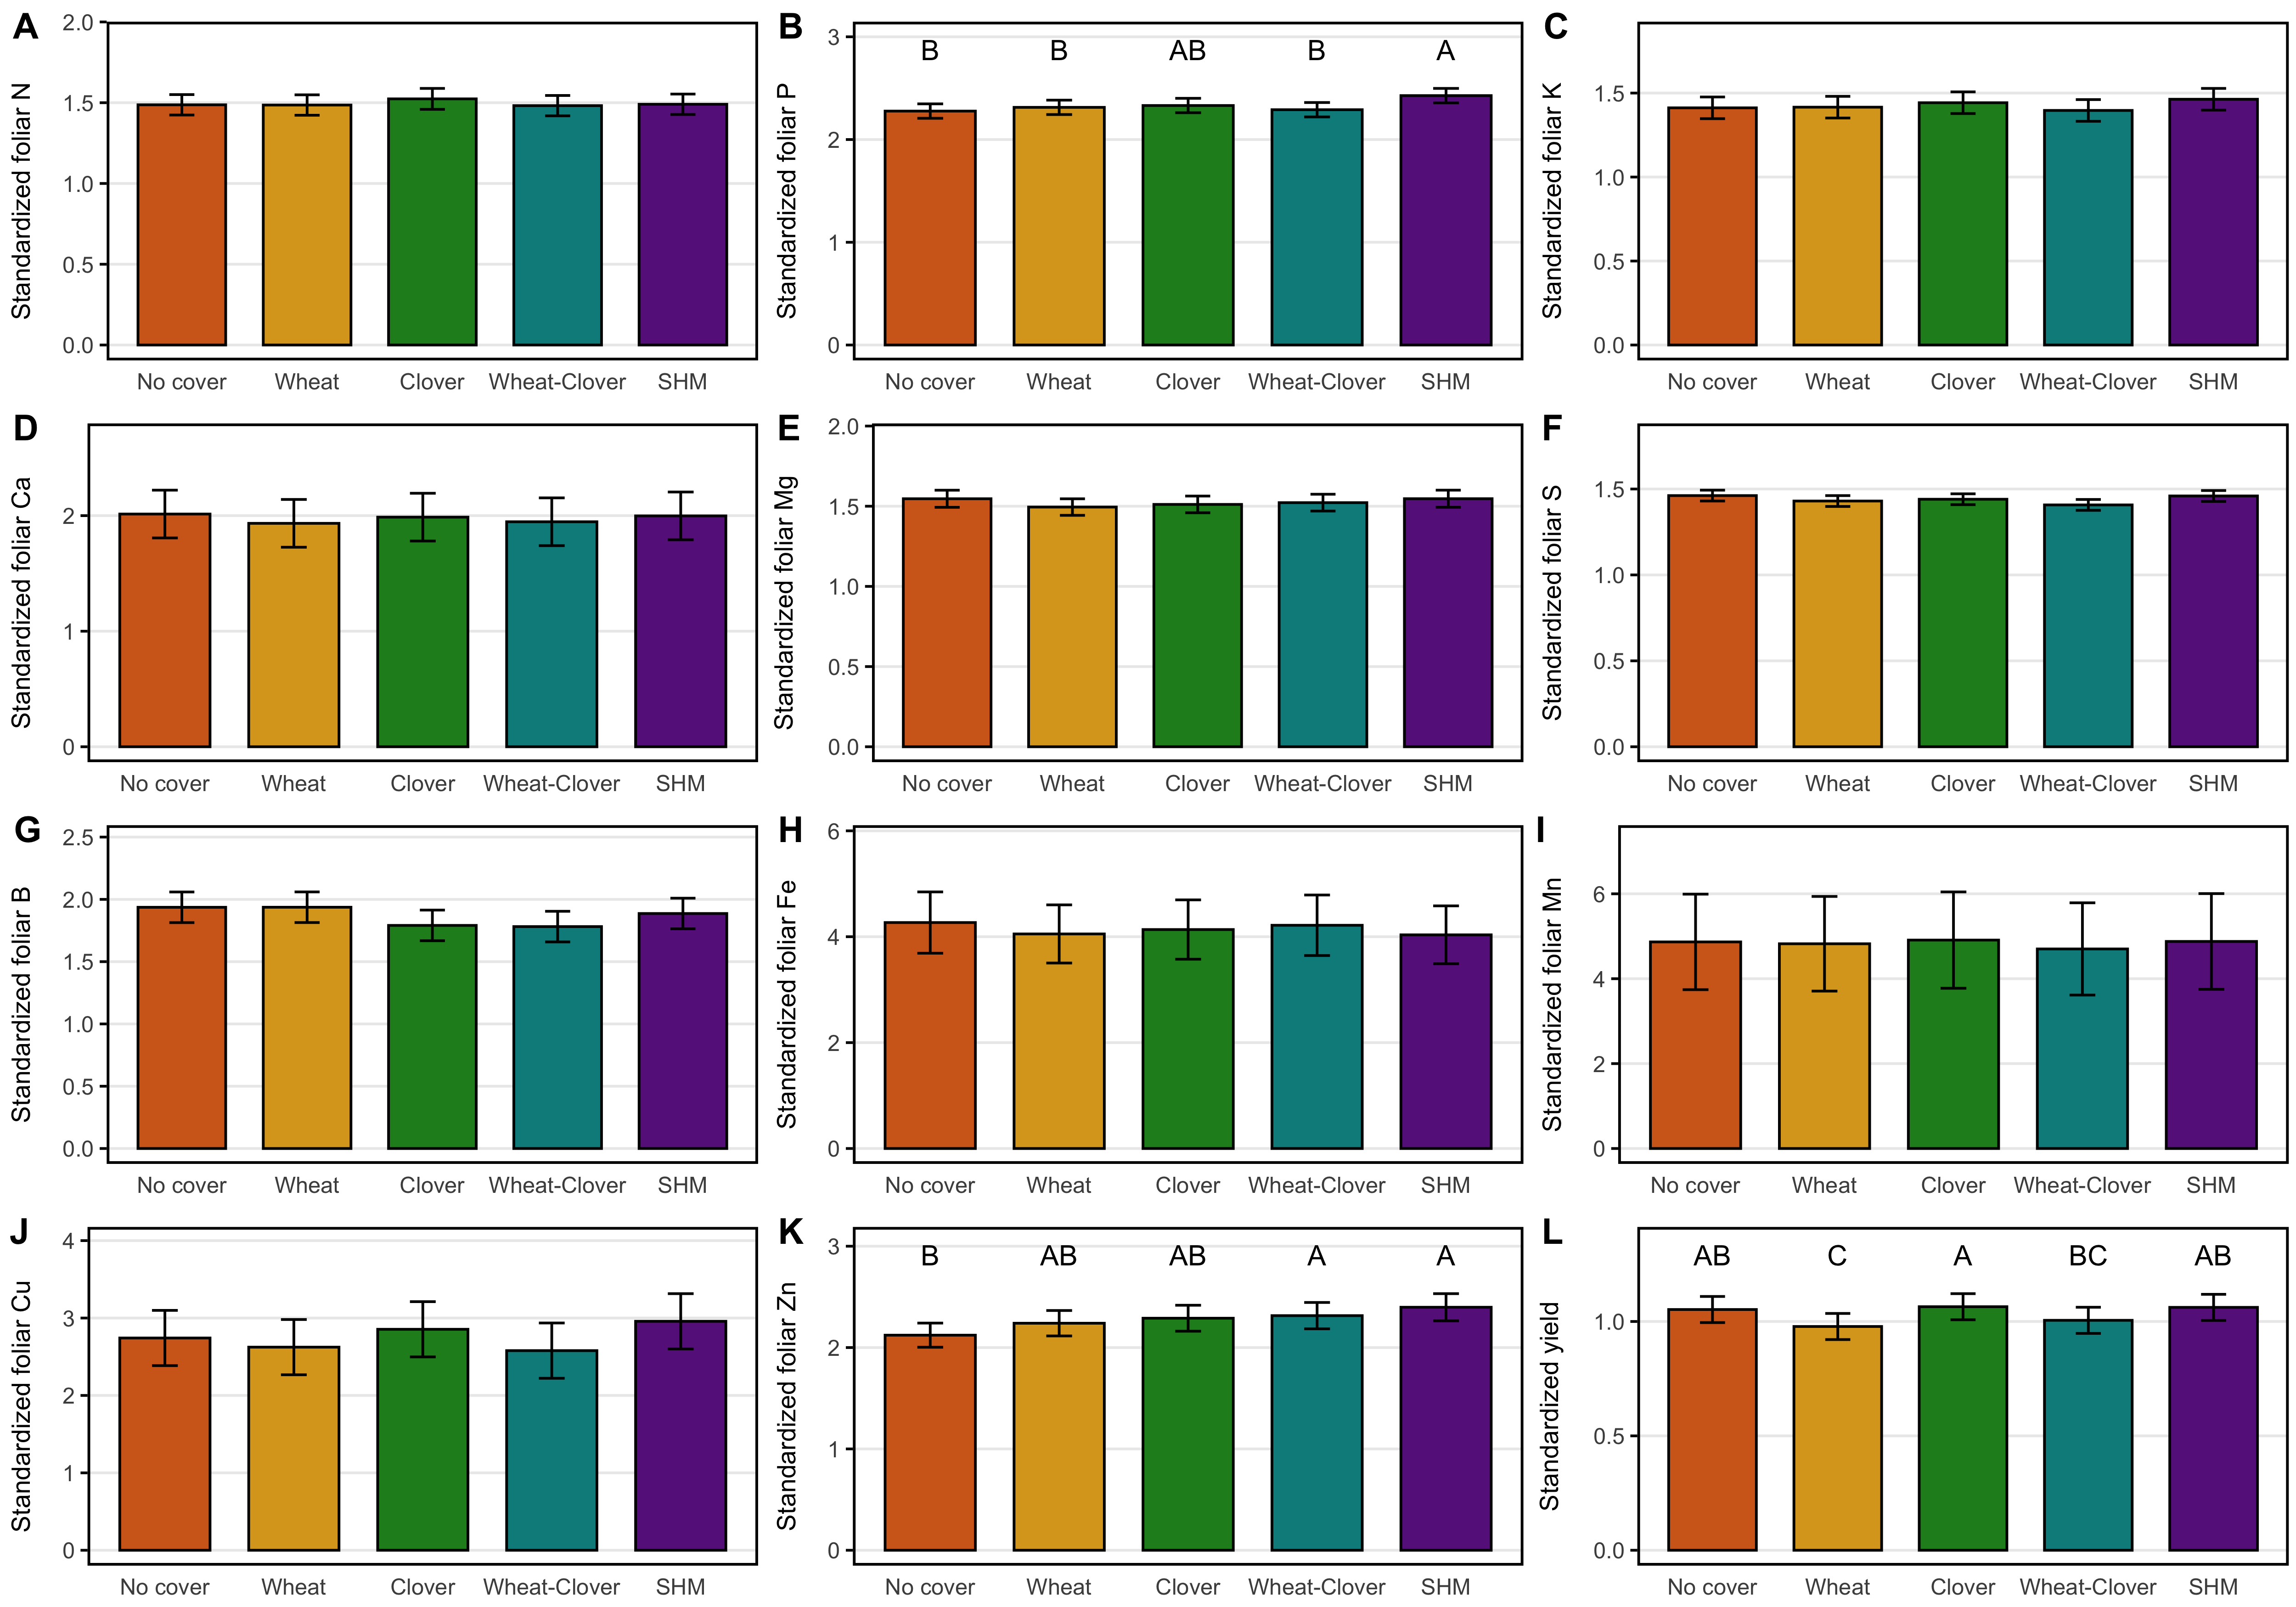 A
Standardized foliar N
2.0
1.5
1.0
0.5
0.0
No cover Wheat Clover Wheat-Clover SHM
B
Standardized foliar P
3
2
1
0
B B AB B A
No cover Wheat Clover Wheat-Clover SHM
C
Standardized foliar K
1.5
1.0
0.5
0.0
No cover Wheat Clover Wheat-Clover SHM
D
Standardized foliar Ca
2
1
0
No cover Wheat Clover Wheat-Clover SHM
E
Standardized foliar Mg
2.0
1.5
1.0
0.5
0.0
No cover Wheat Clover Wheat-Clover SHM
F
Standardized foliar S
1.5
1.0
0.5
0.0
No cover Wheat Clover Wheat-Clover SHM
G
Standardized foliar B
2.5
2.0
1.5
1.0
0.5
0.0
No cover Wheat Clover Wheat-Clover SHM
H
Standardized foliar Fe
6
4
2
0
No cover Wheat Clover Wheat-Clover SHM
I
Standardized foliar Mn
6
4
2
0
No cover Wheat Clover Wheat-Clover SHM
J
Standardized foliar Cu
4
3
2
1
0
No cover Wheat Clover Wheat-Clover SHM
K
Standardized foliar Zn
3
2
1
0
B AB AB A A
No cover Wheat Clover Wheat-Clover SHM
L
Standardized yield
1.0
0.5
0.0
AB C A BC AB
No cover Wheat Clover Wheat-Clover SHM